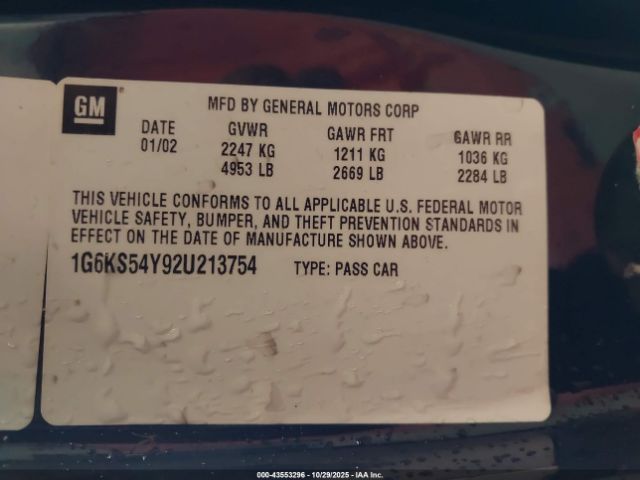 GM
MFD BY GENERAL MOTORS CORP
DATE GVWR GAWR FRT GAWR RR
01/02 2247 KG 1211 KG 1036 KG
4953 LB 2669 LB 2284 LB
THIS VEHICLE CONFORMS TO ALL APPLICABLE U.S. FEDERAL MOTOR
VEHICLE SAFETY, BUMPER, AND THEFT PREVENTION STANDARDS IN
EFFECT ON THE DATE OF MANUFACTURE SHOWN ABOVE.
1G6KS54Y92U213754 TYPE: PASS CAR
000-43553296 - 10/29/2025 - IAA Inc.